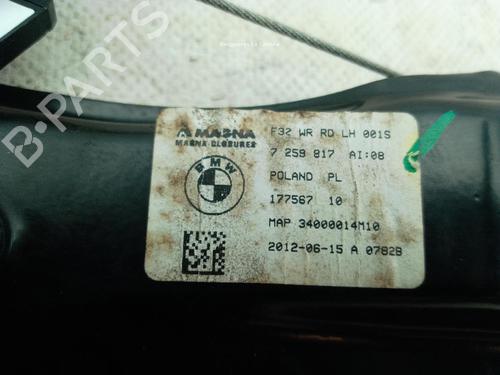 B-PARTS
MAGNA
MAGNA CLOSURES
BMW
F32 WR RD LH 001S
7 259 817 AI:08
POLAND PL
177567 10
MAP 34000014M10
2012-06-15 A 0782B